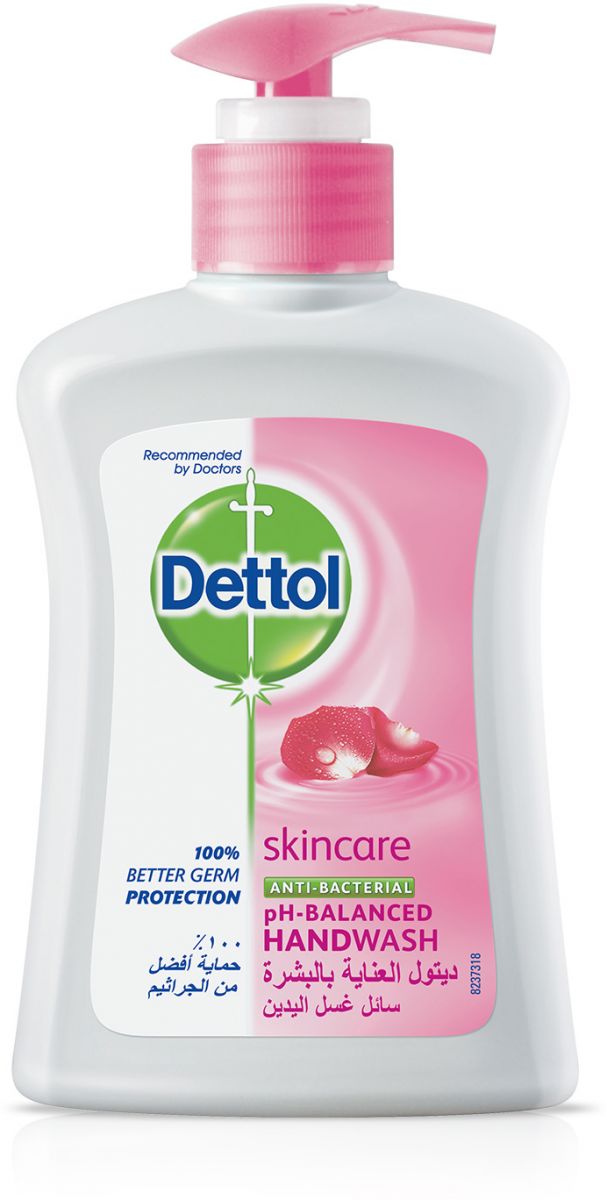 Recommended
by Doctors
Dettol
100%
BETTER GERM
PROTECTION
٪١٠٠
حماية أفضل
من الجراثيم
skincare
ANTI-BACTERIAL
pH-BALANCED
HANDWASH
ديتول العناية بالبشرة
سائل غسل اليدين
8237318